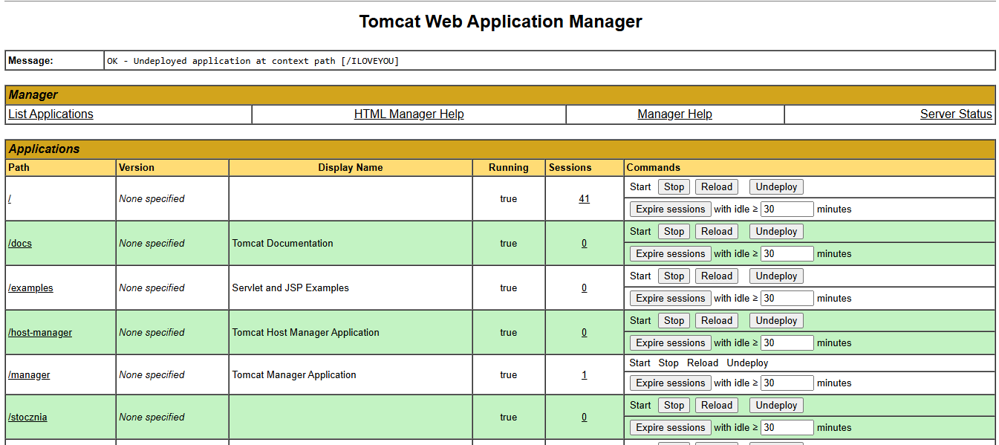 Tomcat Web Application Manager
Message: OK - Undeployed application at context path [/ILOVEYOU]
Manager
List Applications HTML Manager Help Manager Help Server Status
Applications
Path Version Display Name Running Sessions Commands
/ None specified true 41 Start Stop Reload Undeploy
Expire sessions with idle ≥ 30 minutes
/docs None specified Tomcat Documentation true 0 Start Stop Reload Undeploy
Expire sessions with idle ≥ 30 minutes
/examples None specified Servlet and JSP Examples true 0 Start Stop Reload Undeploy
Expire sessions with idle ≥ 30 minutes
/host-manager None specified Tomcat Host Manager Application true 0 Start Stop Reload Undeploy
Expire sessions with idle ≥ 30 minutes
/manager None specified Tomcat Manager Application true 1 Start Stop Reload Undeploy
Expire sessions with idle ≥ 30 minutes
/stocznia None specified true 0 Start Stop Reload Undeploy
Expire sessions with idle ≥ 30 minutes